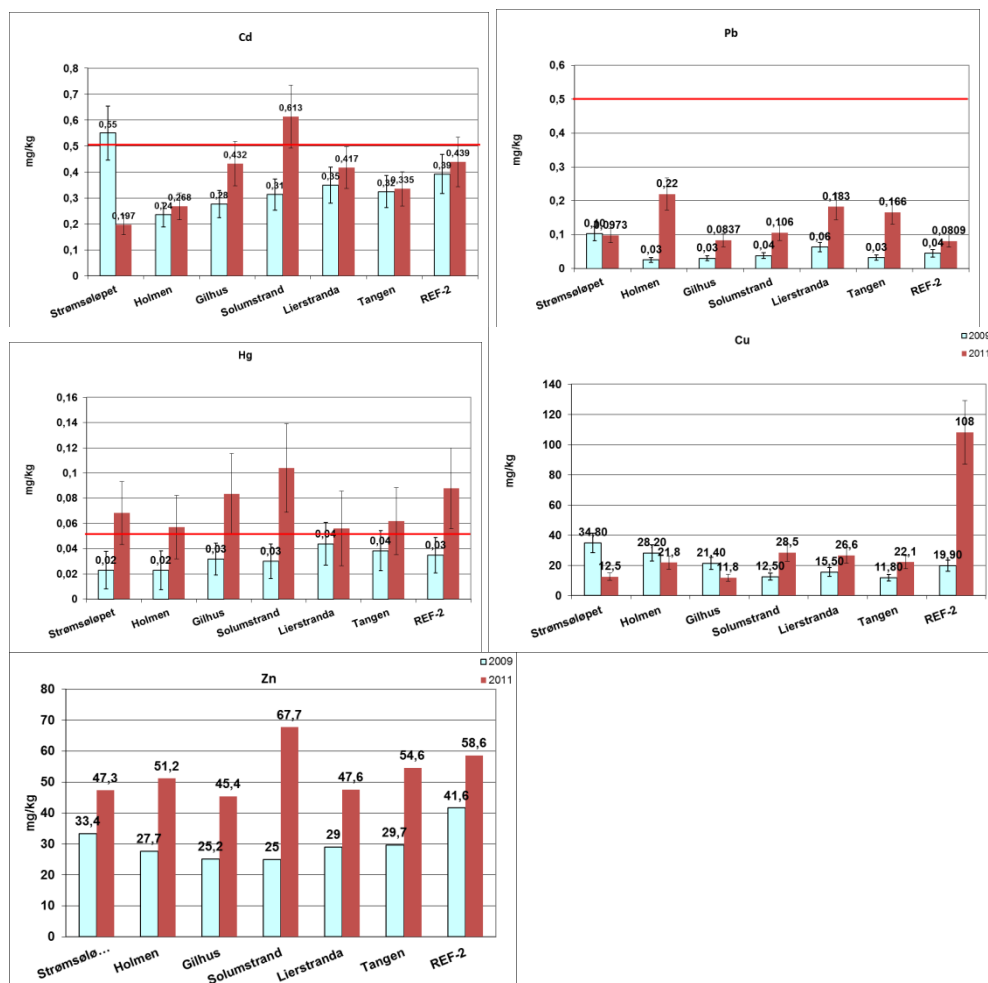 Cd
mg/kg
0,8
0,7
0,6
0,5
0,4
0,3
0,2
0,1
0
0,55
0,197
0,24
0,268
0,28
0,432
0,31
0,613
0,35
0,417
0,32
0,335
0,39
0,439
Strømsøløpet
Holmen
Gilhus
Solumstrand
Lierstranda
Tangen
REF-2
Pb
mg/kg
0,6
0,5
0,4
0,3
0,2
0,1
0
0,10
0,0973
0,03
0,22
0,03
0,0837
0,04
0,106
0,06
0,183
0,03
0,166
0,04
0,0809
Strømsøløpet
Holmen
Gilhus
Solumstrand
Lierstranda
Tangen
REF-2
Hg
mg/kg
0,16
0,14
0,12
0,1
0,08
0,06
0,04
0,02
0
0,02
0,02
0,03
0,03
0,04
0,04
0,03
Strømsøløpet
Holmen
Gilhus
Solumstrand
Lierstranda
Tangen
REF-2
Cu
2009
2011
mg/kg
140
120
100
80
60
40
20
0
34,80
12,5
28,20
21,8
21,40
11,8
12,50
28,5
15,50
26,6
11,80
22,1
19,90
108
Strømsøløpet
Holmen
Gilhus
Solumstrand
Lierstranda
Tangen
REF-2
Zn
2009
2011
mg/kg
80
70
60
50
40
30
20
10
0
33,4
47,3
27,7
51,2
25,2
45,4
25
67,7
29
47,6
29,7
54,6
41,6
58,6
Strømsølø...
Holmen
Gilhus
Solumstrand
Lierstranda
Tangen
REF-2